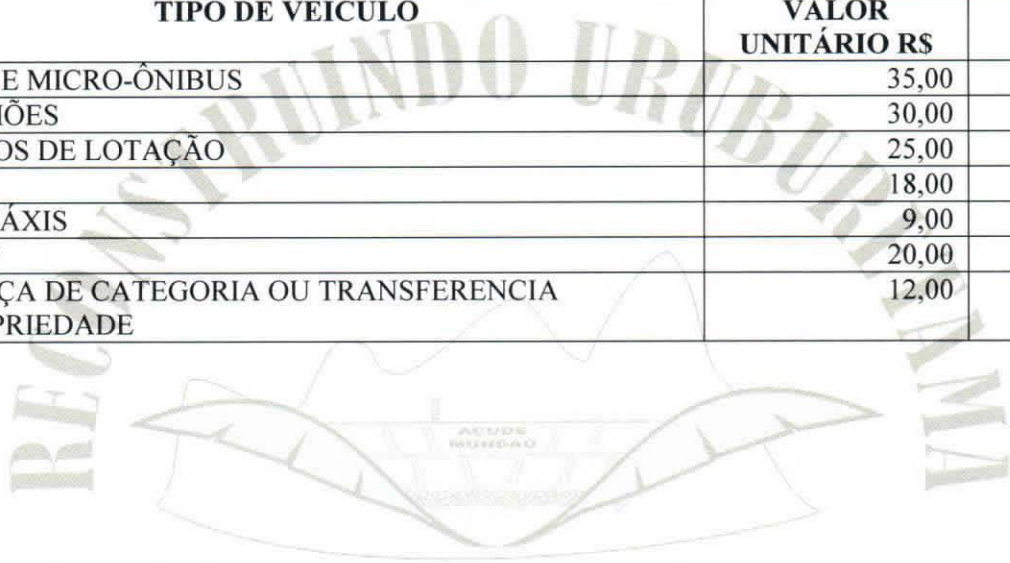 TIPO DE VEÍCULO VALOR
UNITÁRIO R$
E MICRO-ÔNIBUS 35,00
IÕES 30,00
OS DE LOTAÇÃO 25,00
18,00
ÁXIS 9,00
20,00
ÇA DE CATEGORIA OU TRANSFERENCIA 12,00
PRIEDADE
RECONSTRUINDO URUBURETAMA
AÇUDE
MUNDAÚ